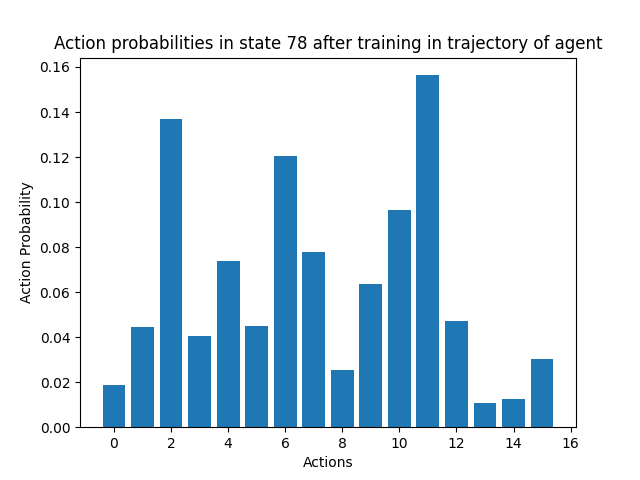 Action probabilities in state 78 after training in trajectory of agent
0.16
0.14
0.12
0.10
0.08
0.06
0.04
0.02
0.00
Action Probability
0 2 4 6 8 10 12 14 16
Actions